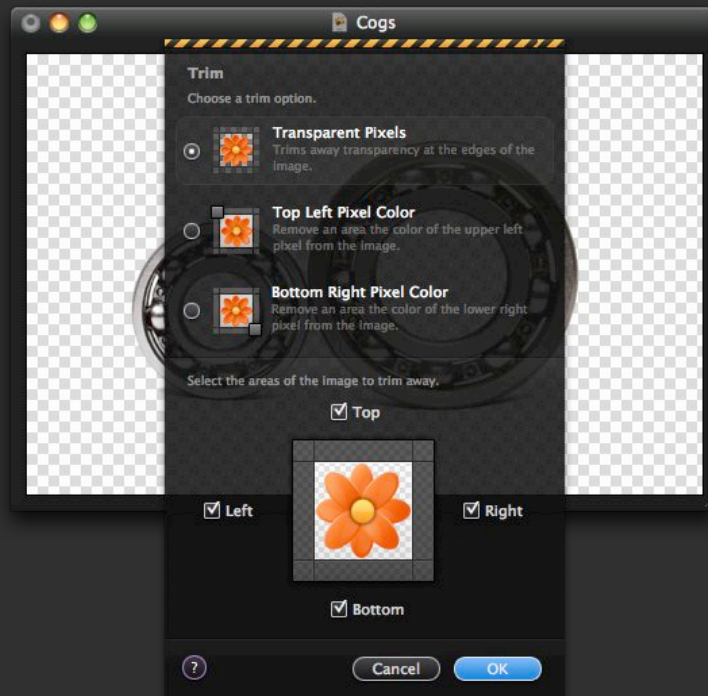 Cogs
Trim
Choose a trim option.
Transparent Pixels
Trims away transparency at the edges of the
image.
Top Left Pixel Color
Remove an area the color of the upper left
pixel from the image.
Bottom Right Pixel Color
Remove an area the color of the lower right
pixel from the image.
Select the areas of the image to trim away.
Top
Left
Right
Bottom
?
Cancel
OK